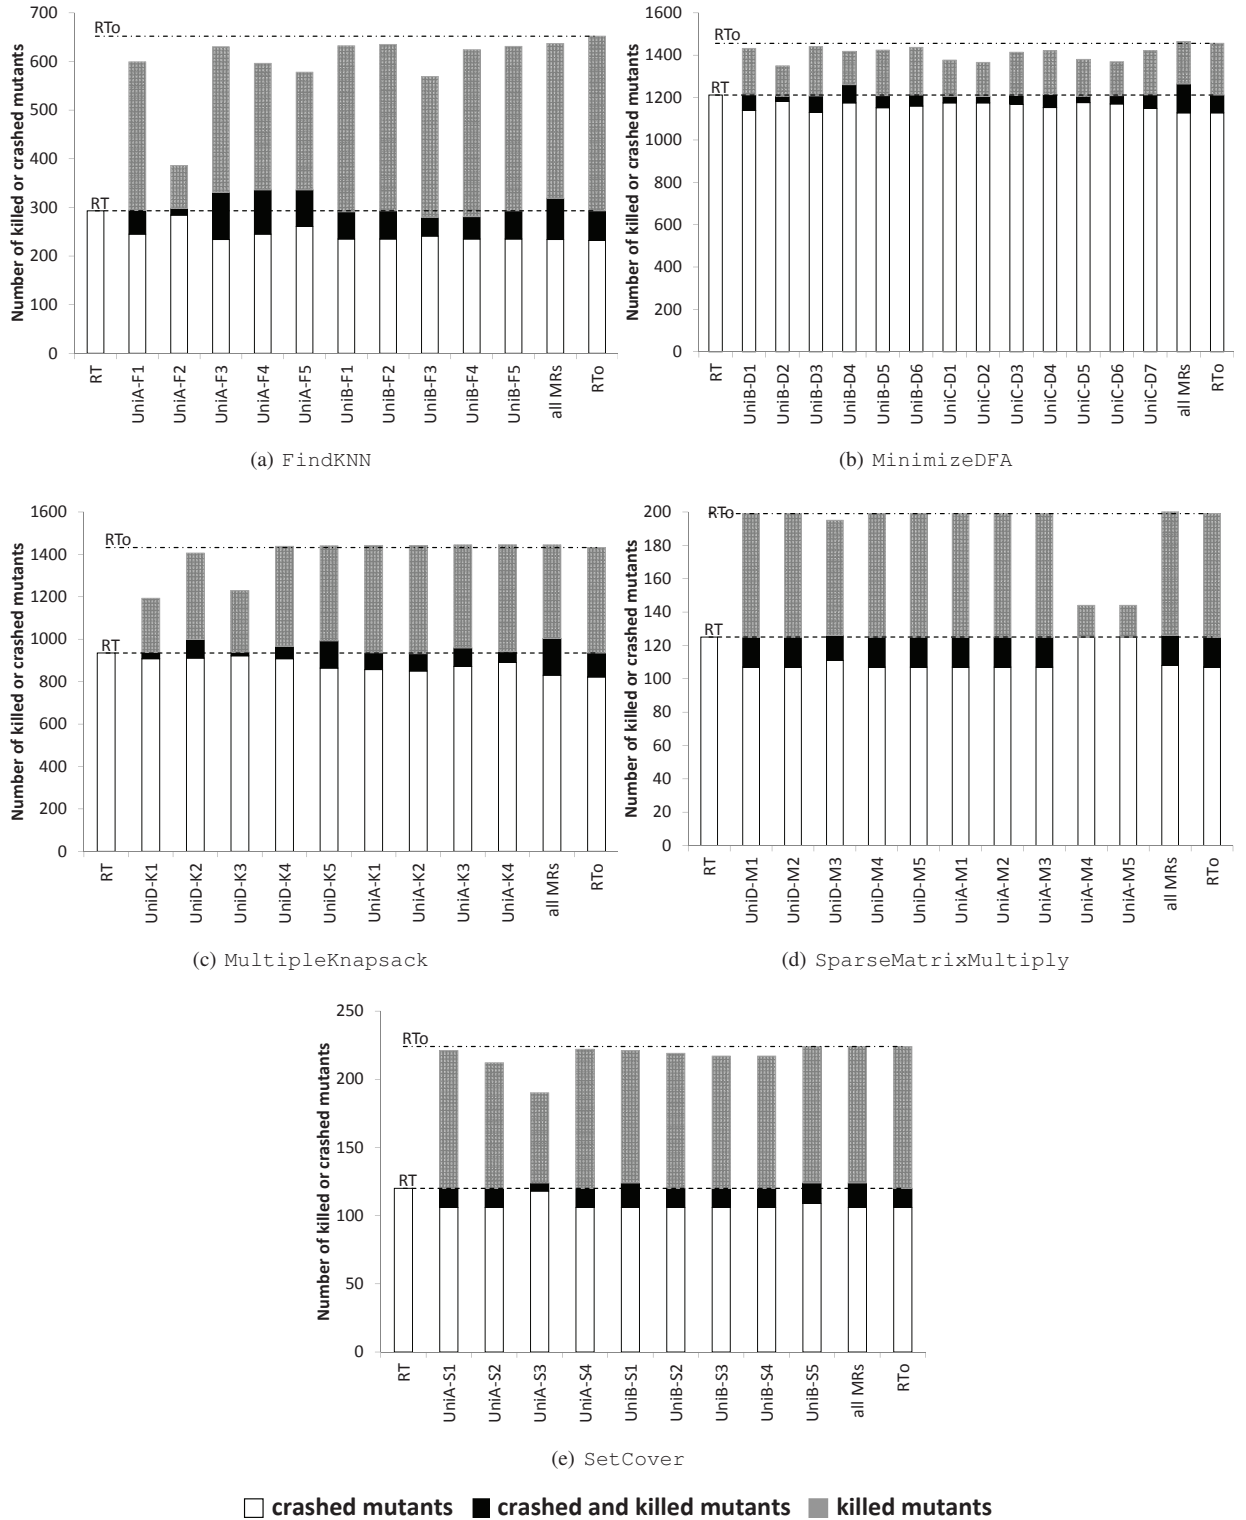 Number of killed or crashed mutants
700
600
500
400
300
200
100
0
RTo
RT
RT
UniA-F1
UniA-F2
UniA-F3
UniA-F4
UniA-F5
UniB-F1
UniB-F2
UniB-F3
UniB-F4
UniB-F5
all MRs
RTo
(a) FindKNN
Number of killed or crashed mutants
1600
1400
1200
1000
800
600
400
200
0
RTo
RT
RT
UniB-D1
UniB-D2
UniB-D3
UniB-D4
UniB-D5
UniB-D6
UniC-D1
UniC-D2
UniC-D3
UniC-D4
UniC-D5
UniC-D6
UniC-D7
all MRs
RTo
(b) MinimizeDFA
Number of killed or crashed mutants
1600
1400
1200
1000
800
600
400
200
0
RTo
RT
RT
UniD-K1
UniD-K2
UniD-K3
UniD-K4
UniD-K5
UniA-K1
UniA-K2
UniA-K3
UniA-K4
all MRs
RTo
(c) MultipleKnapsack
Number of killed or crashed mutants
200
180
160
140
120
100
80
60
40
20
0
RTo
RT
RT
UniD-M1
UniD-M2
UniD-M3
UniD-M4
UniD-M5
UniA-M1
UniA-M2
UniA-M3
UniA-M4
UniA-M5
all MRs
RTo
(d) SparseMatrixMultiply
Number of killed or crashed mutants
250
200
150
100
50
0
RTo
RT
RT
UniA-S1
UniA-S2
UniA-S3
UniA-S4
UniB-S1
UniB-S2
UniB-S3
UniB-S4
UniB-S5
all MRs
RTo
(e) SetCover
crashed mutants
crashed and killed mutants
killed mutants